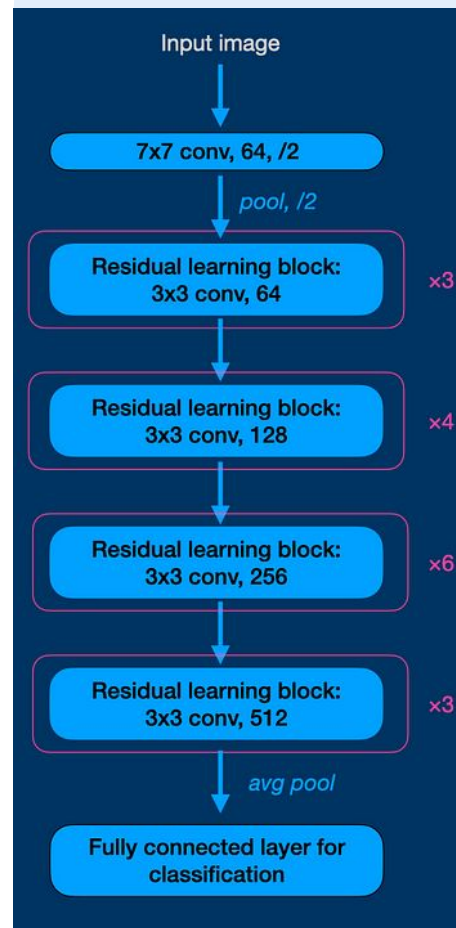 Input image
7x7 conv, 64, /2
pool, /2
Residual learning block:
3x3 conv, 64
×3
Residual learning block:
3x3 conv, 128
×4
Residual learning block:
3x3 conv, 256
×6
Residual learning block:
3x3 conv, 512
×3
avg pool
Fully connected layer for
classification